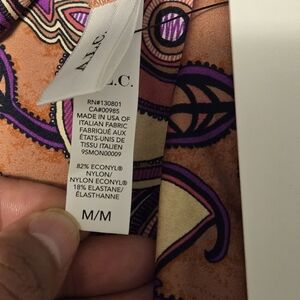 A.L.C.
L.C.
RN#130801
CA#00985
MADE IN USA OF
ITALIAN FABRIC
FABRIQUÉ AUX
ÉTATS-UNIS DE
TISSU ITALIEN
9SMON00009
82% ECONYL®
NYLON/
NYLON ECONYL®
18% ELASTANE/
ÉLASTHANNE
M/M